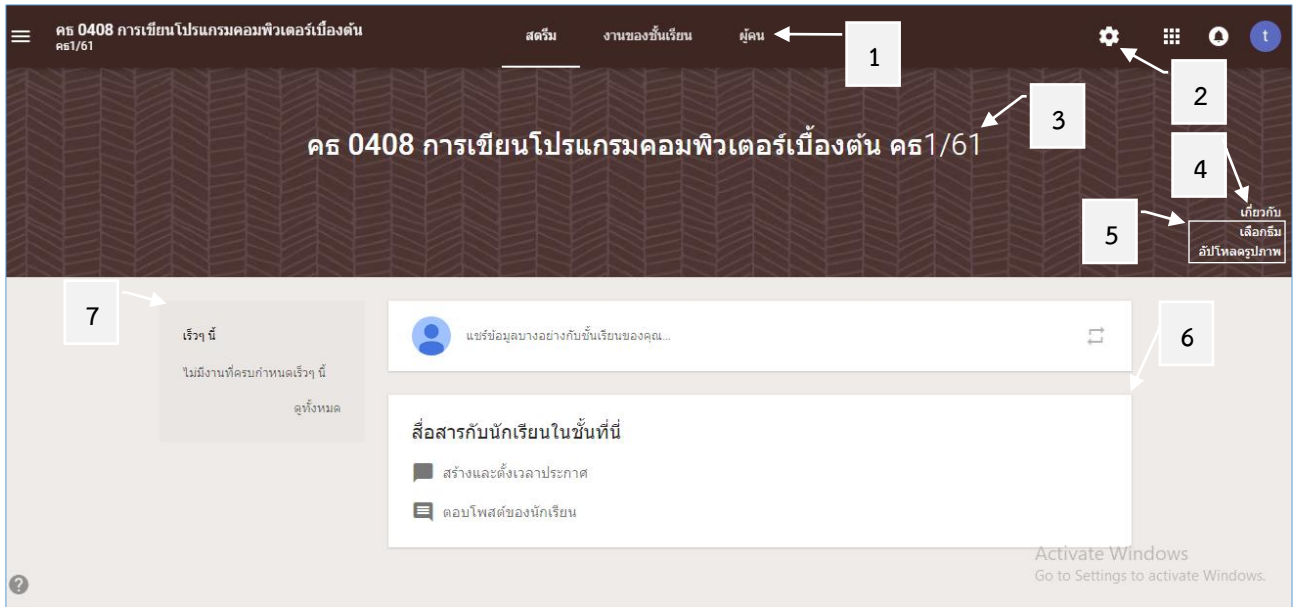 คธ 0408 การเขียนโปรแกรมคอมพิวเตอร์เบื้องต้น
คธ1/61
สตรีม งานของชั้นเรียน ผู้คน
t
1
2
3
คธ 0408 การเขียนโปรแกรมคอมพิวเตอร์เบื้องต้น คธ1/61
4
เกี่ยวกับ
5
เลือกธีม
อัปโหลดรูปภาพ
7
เร็วๆ นี้
ไม่มีงานที่ครบกำหนดเร็วๆ นี้
ดูทั้งหมด
แชร์ข้อมูลบางอย่างกับชั้นเรียนของคุณ...
6
สื่อสารกับนักเรียนในชั้นที่นี่
สร้างและตั้งเวลาประกาศ
ตอบโพสต์ของนักเรียน
Activate Windows
Go to Settings to activate Windows.
?